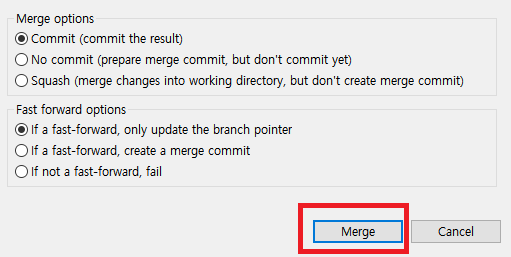 Merge options
Commit (commit the result)
No commit (prepare merge commit, but don't commit yet)
Squash (merge changes into working directory, but don't create merge commit)
Fast forward options
If a fast-forward, only update the branch pointer
If a fast-forward, create a merge commit
If not a fast-forward, fail
Merge Cancel